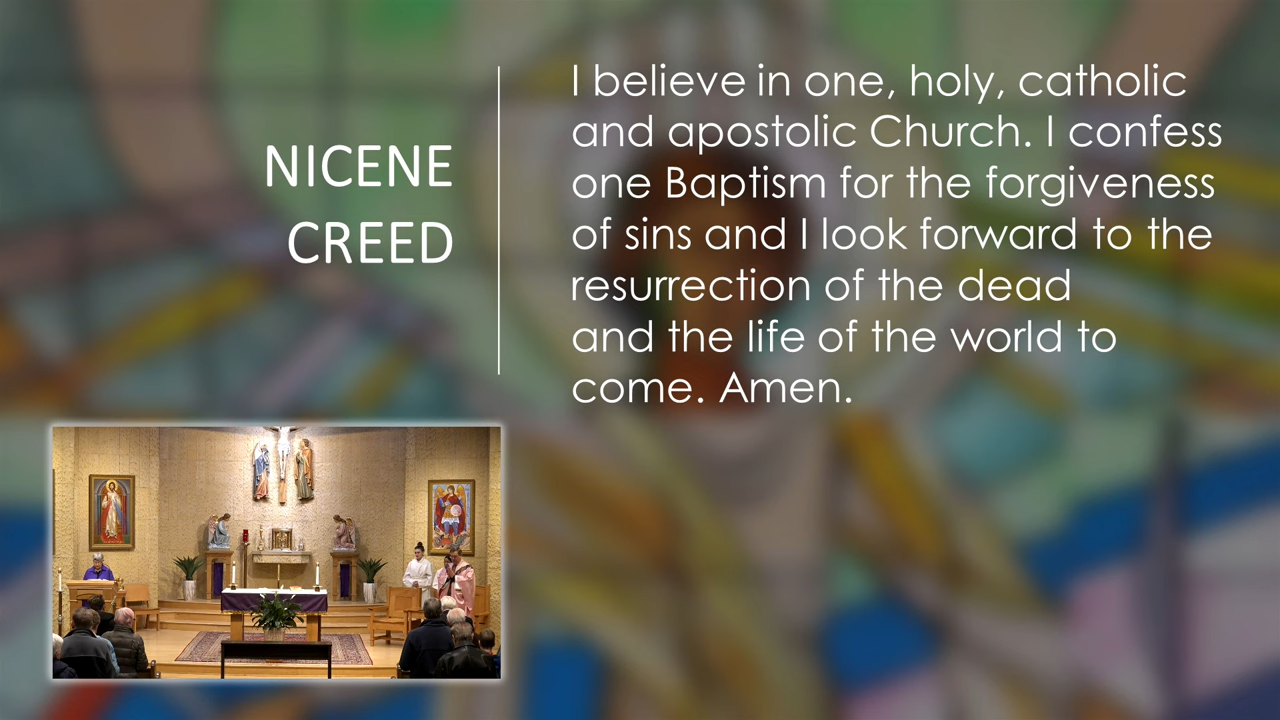 NICENE
CREED
I believe in one, holy, catholic
and apostolic Church. I confess
one Baptism for the forgiveness
of sins and I look forward to the
resurrection of the dead
and the life of the world to
come. Amen.